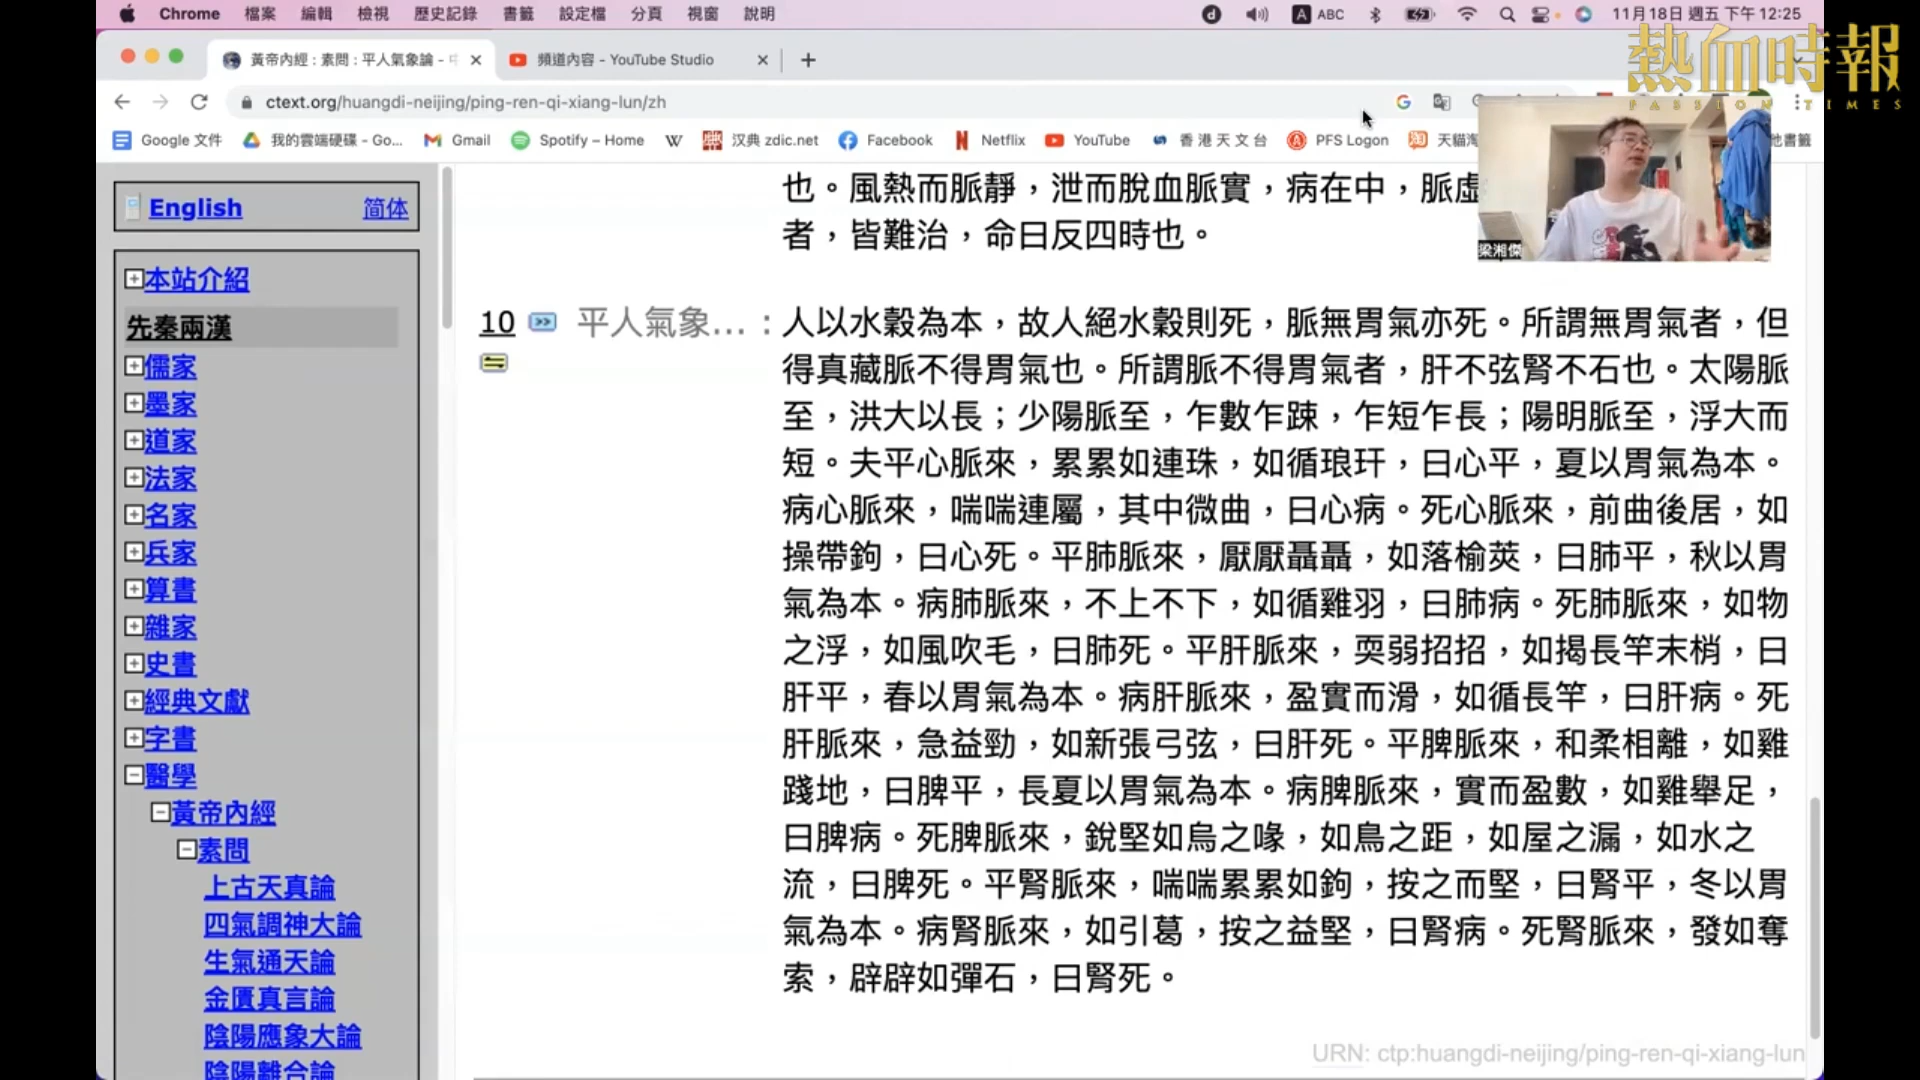 Chrome 檔案 編輯 檢視 歷史記錄 書籤 設定檔 分頁 視窗 說明
A ABC 11月18日 週五 下午 12:25
熱血時報
PASSION TIMES
黃帝內經 : 素問 : 平人氣象論 -
頻道內容 - YouTube Studio
ctext.org/huangdi-neijing/ping-ren-qi-xiang-lun/zh
Google 文件 我的雲端硬碟 - Go... Gmail Spotify – Home W 汉典 zdic.net Facebook Netflix YouTube 香港天文台 PFS Logon 天貓淘 他書籤
梁湘傑
English 简体
本站介紹
先秦兩漢
儒家
墨家
道家
法家
名家
兵家
算書
雜家
史書
經典文獻
字書
醫學
黃帝內經
素問
上古天真論
四氣調神大論
生氣通天論
金匱真言論
陰陽應象大論
陰陽離合論
也。風熱而脈靜，泄而脫血脈實，病在中，脈虛
者，皆難治，命曰反四時也。
10 平人氣象...：
人以水穀為本，故人絕水穀則死，脈無胃氣亦死。所謂無胃氣者，但
得真藏脈不得胃氣也。所謂脈不得胃氣者，肝不弦腎不石也。太陽脈
至，洪大以長；少陽脈至，乍數乍踈，乍短乍長；陽明脈至，浮大而
短。夫平心脈來，累累如連珠，如循琅玕，曰心平，夏以胃氣為本。
病心脈來，喘喘連屬，其中微曲，曰心病。死心脈來，前曲後居，如
操帶鉤，曰心死。平肺脈來，厭厭聶聶，如落榆莢，曰肺平，秋以胃
氣為本。病肺脈來，不上不下，如循雞羽，曰肺病。死肺脈來，如物
之浮，如風吹毛，曰肺死。平肝脈來，耎弱招招，如揭長竿末梢，曰
肝平，春以胃氣為本。病肝脈來，盈實而滑，如循長竿，曰肝病。死
肝脈來，急益勁，如新張弓弦，曰肝死。平脾脈來，和柔相離，如雞
踐地，曰脾平，長夏以胃氣為本。病脾脈來，實而盈數，如雞舉足，
曰脾病。死脾脈來，銳堅如烏之喙，如鳥之距，如屋之漏，如水之
流，曰脾死。平腎脈來，喘喘累累如鉤，按之而堅，曰腎平，冬以胃
氣為本。病腎脈來，如引葛，按之益堅，曰腎病。死腎脈來，發如奪
索，辟辟如彈石，曰腎死。
URN: ctp:huangdi-neijing/ping-ren-qi-xiang-lun